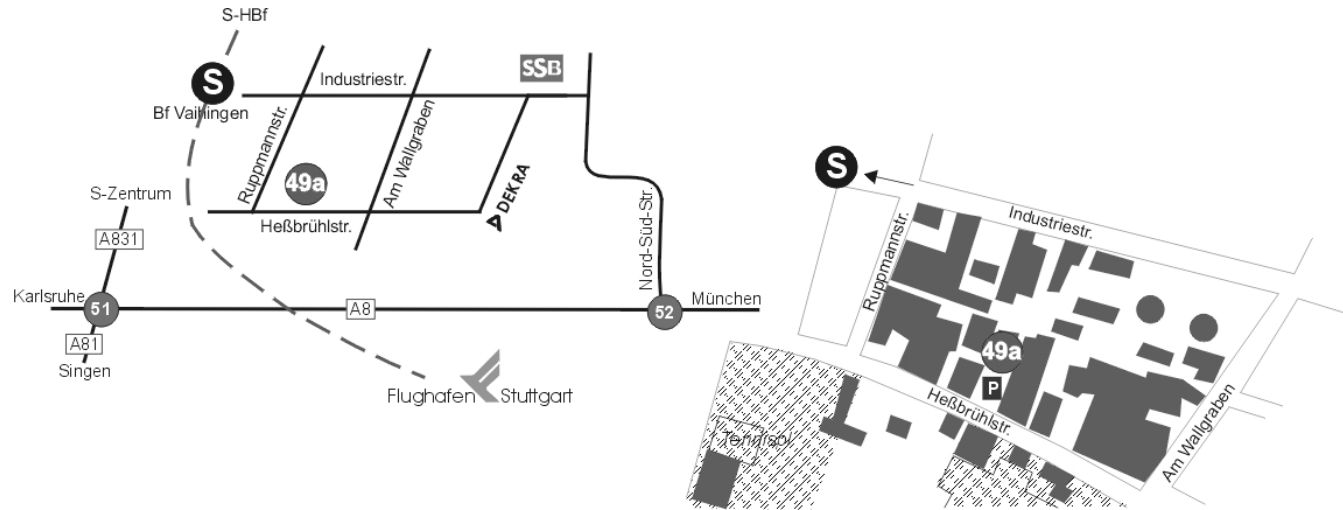 S-HBf
S
Bf Vaihingen
Industriestr.
SSB
Ruppmannstr.
49a
Am Wallgraben
DEKRA
Heßbrühlstr.
Nord-Süd-Str.
S-Zentrum
A831
Karlsruhe
51
A8
52
München
A81
Singen
Flughafen Stuttgart
S
Industriestr.
Ruppmannstr.
49a
P
Heßbrühlstr.
Am Wallgraben
Tennispl